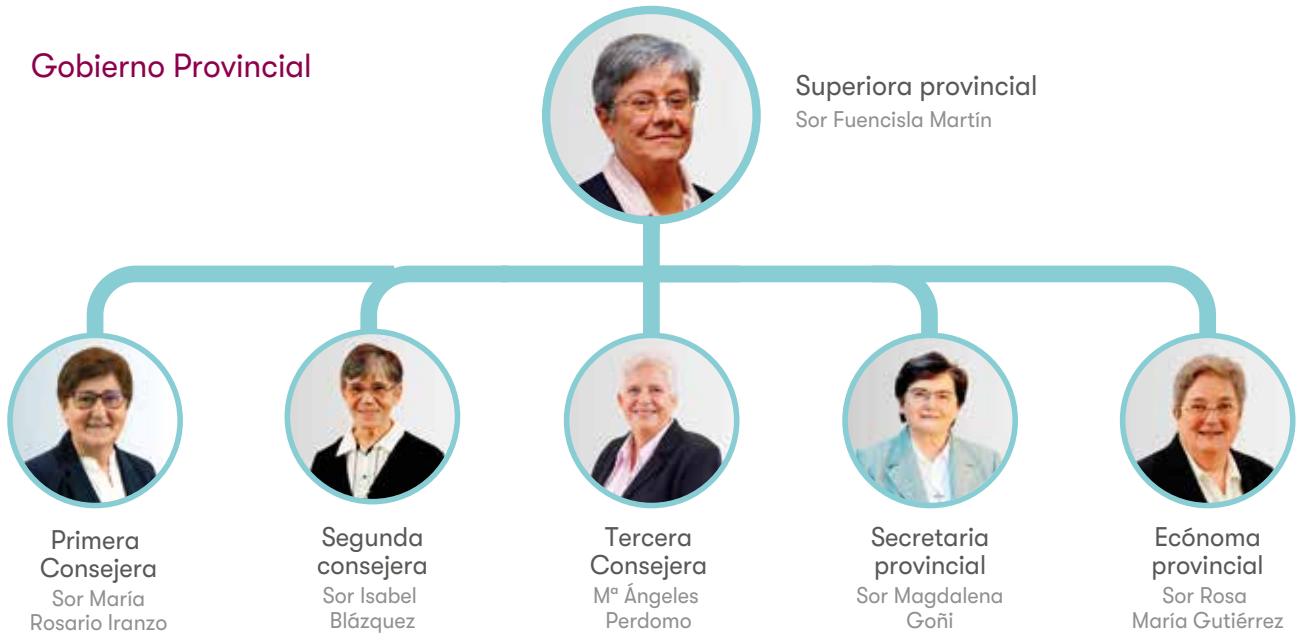 Gobierno Provincial
Superiora provincial
Sor Fuencisla Martín
Primera
Consejera
Sor María
Rosario Iranzo
Segunda
consejera
Sor Isabel
Blázquez
Tercera
Consejera
Mª Ángeles
Perdomo
Secretaria
provincial
Sor Magdalena
Goñi
Ecónoma
provincial
Sor Rosa
María Gutiérrez